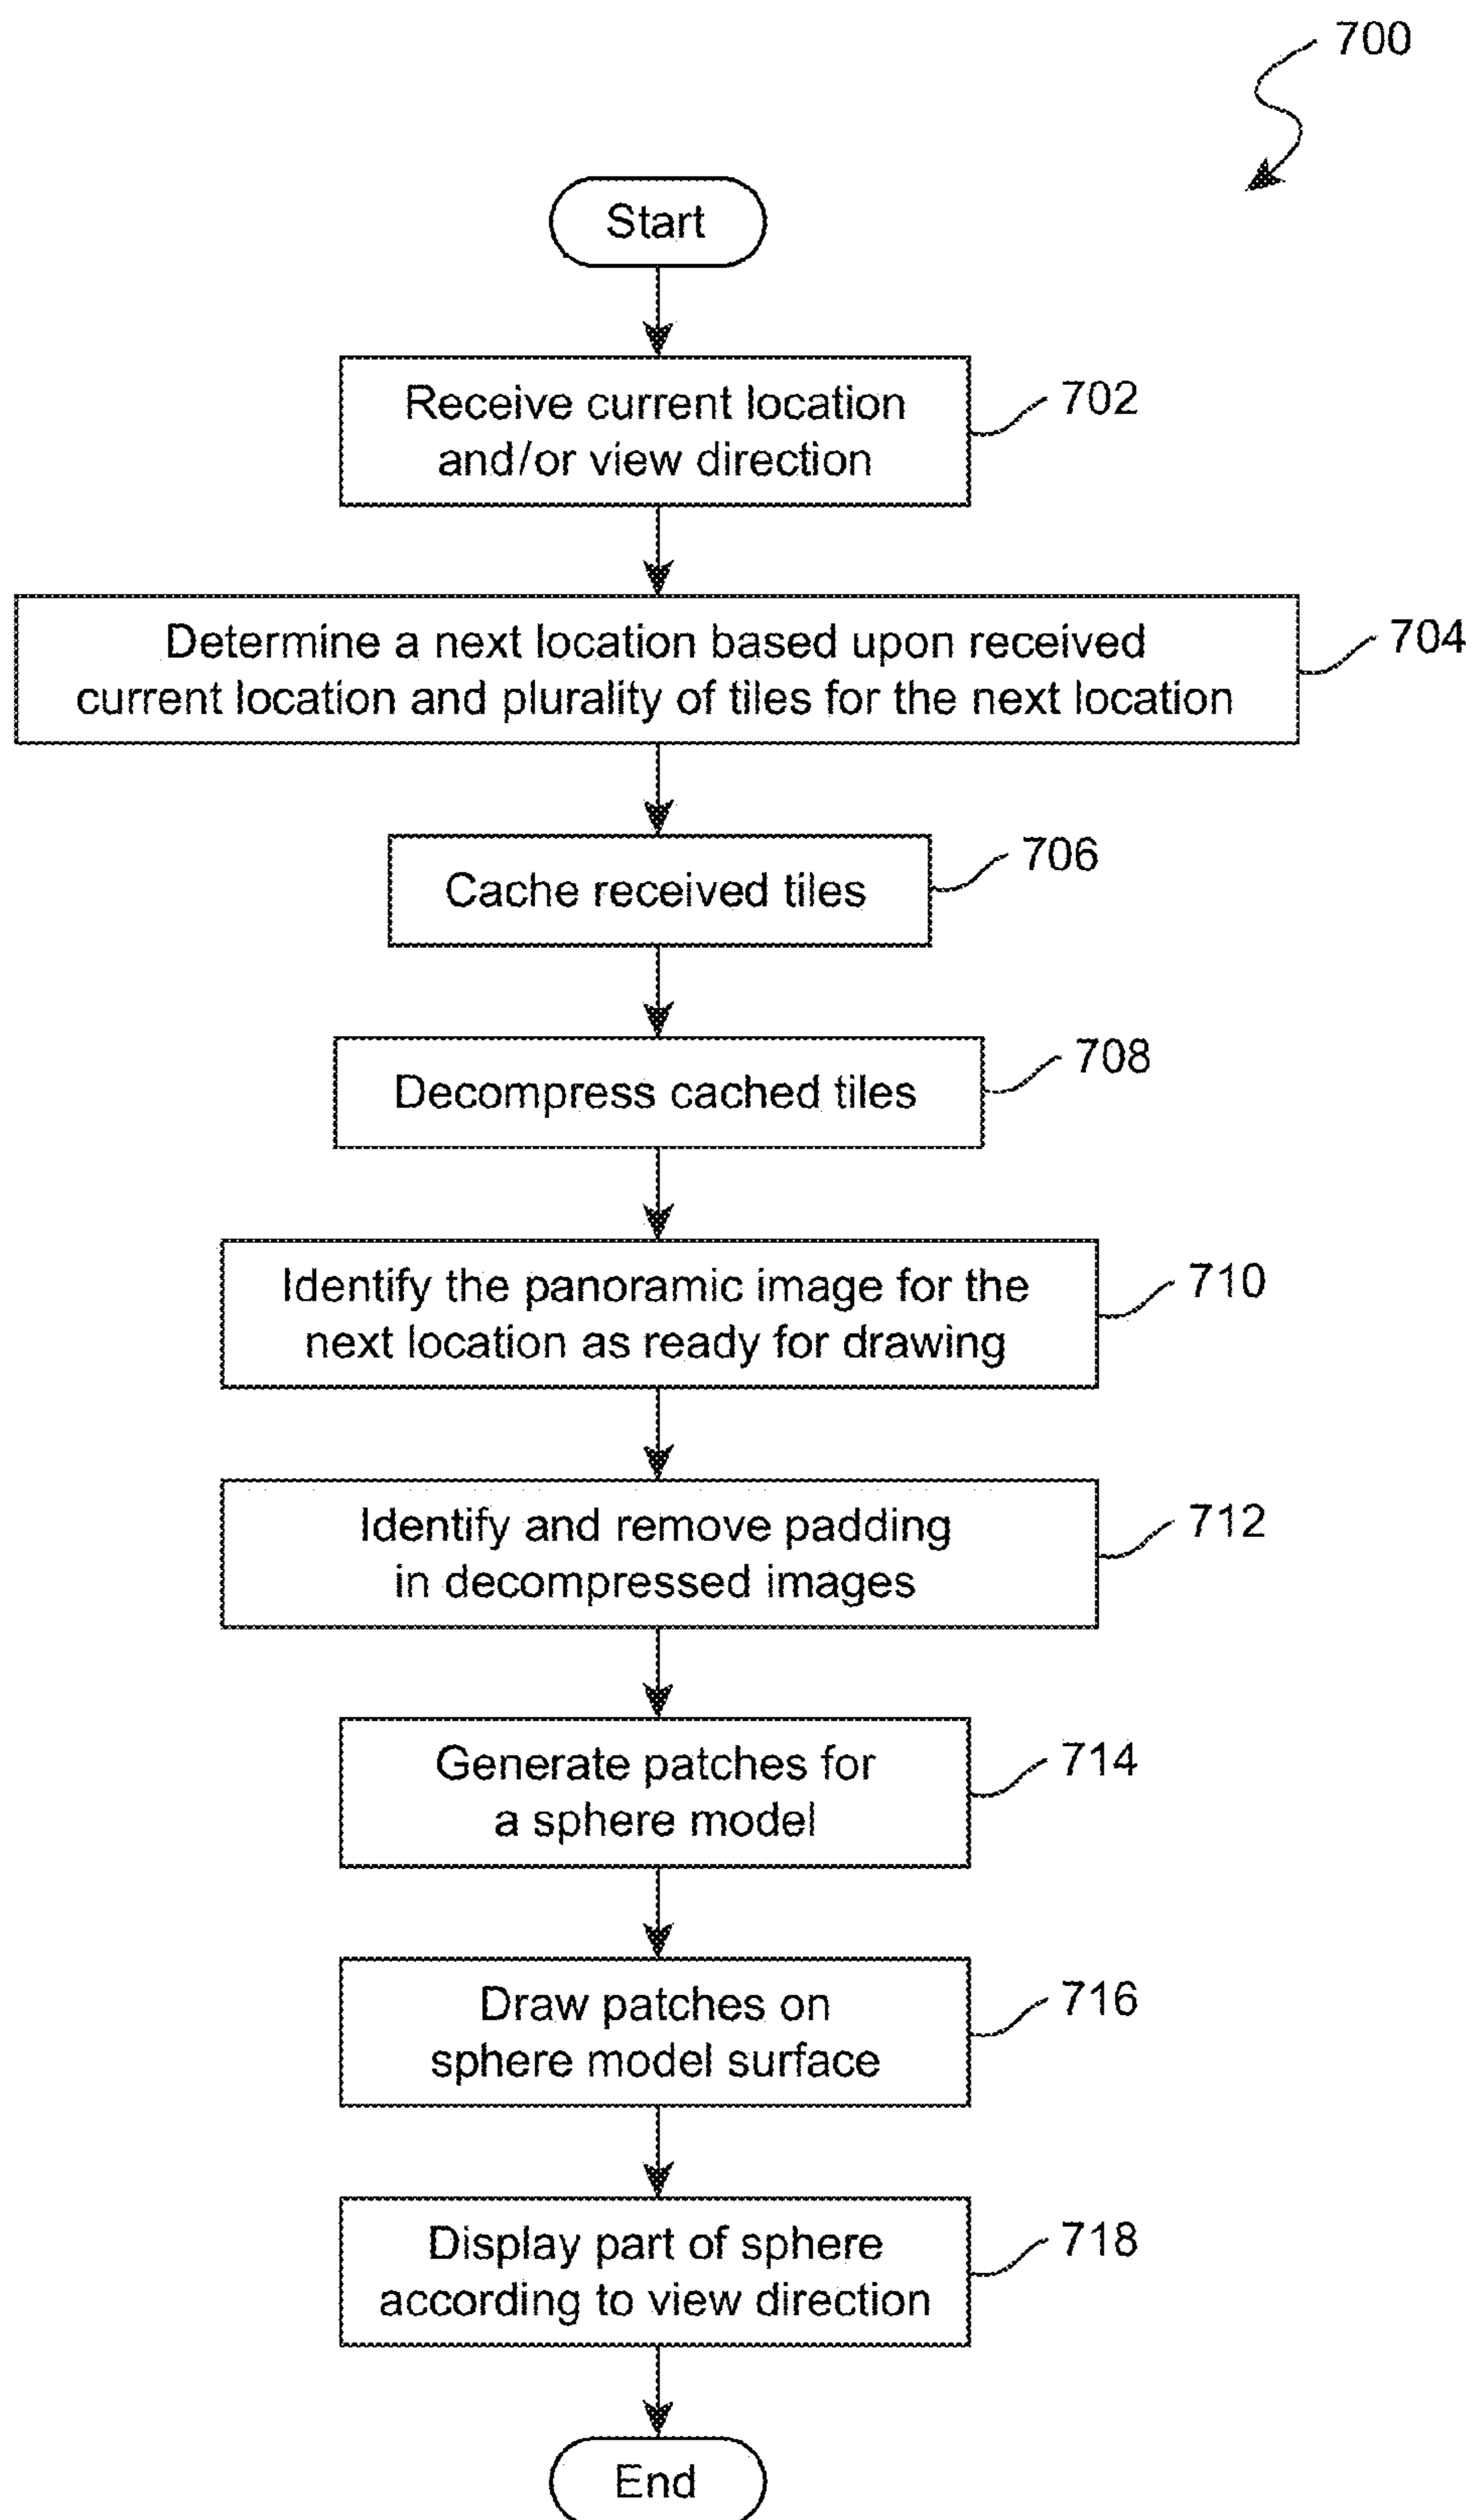 700
Start
Receive current location
and/or view direction
702
Determine a next location based upon received
current location and plurality of tiles for the next location
704
Cache received tiles
706
Decompress cached tiles
708
Identify the panoramic image for the
next location as ready for drawing
710
Identify and remove padding
in decompressed images
712
Generate patches for
a sphere model
714
Draw patches on
sphere model surface
716
Display part of sphere
according to view direction
718
End